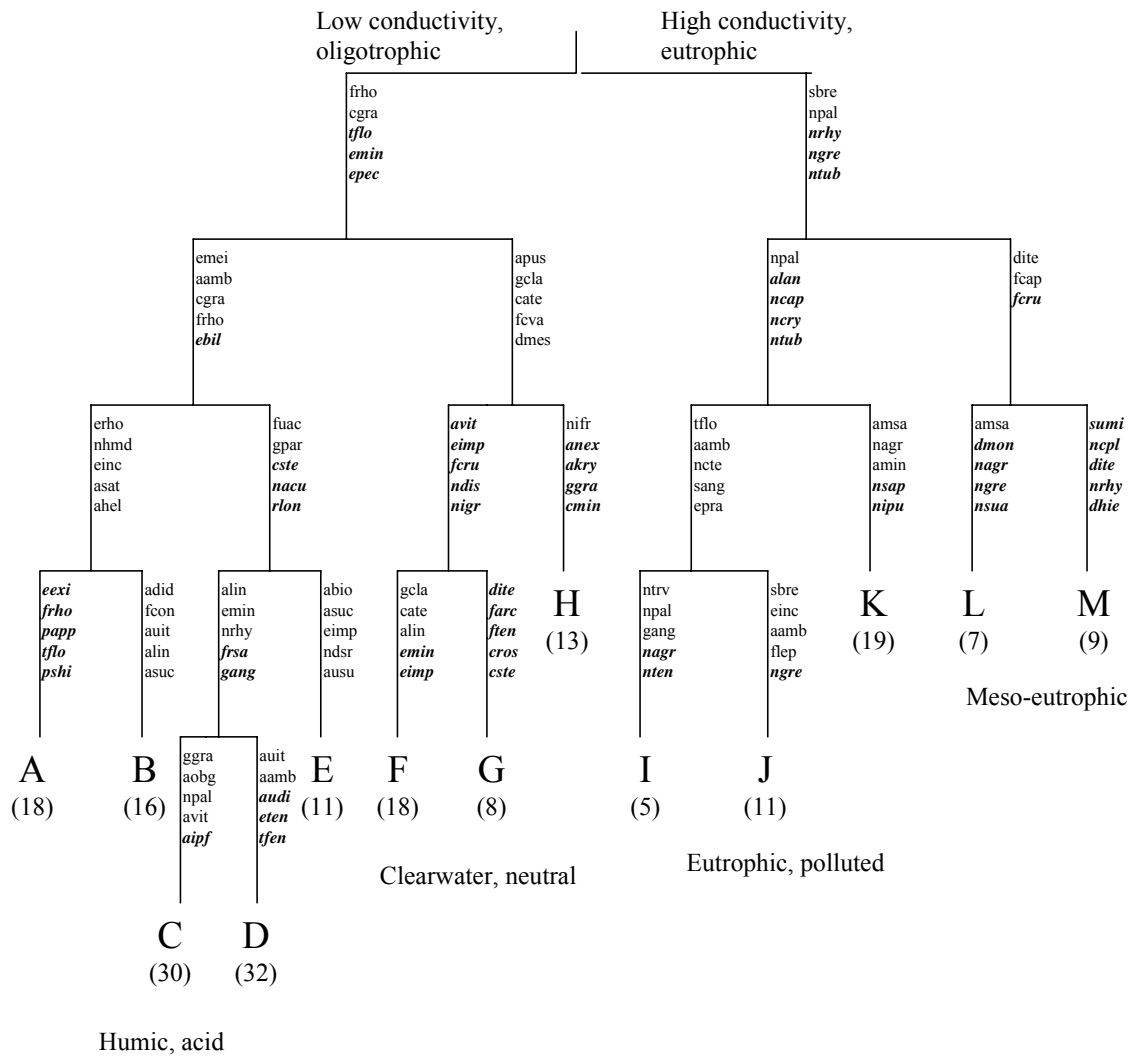 Low conductivity,
oligotrophic
High conductivity,
eutrophic
frho
cgra
tflo
emin
epec
sbre
npal
nrhy
ngre
ntub
emei
aamb
cgra
frho
ebil
apus
gcla
cate
fcva
dmes
npal
alan
ncap
ncry
ntub
dite
fcap
fcru
erho
nhmd
einc
asat
ahel
fuac
gpar
cste
nacu
rlon
avit
eimp
fcru
ndis
nigr
nifr
anex
akry
ggra
cmin
tflo
aamb
ncte
sang
epra
amsa
nagr
amin
nsap
nipu
amsa
dmon
nagr
ngre
nsua
sumi
ncpl
dite
nrhy
dhie
eexi
frho
papp
tflo
pshi
adid
fcon
auit
alin
asuc
alin
emin
nrhy
frsa
gang
abio
asuc
eimp
ndsr
ausu
gcla
cate
alin
emin
eimp
dite
farc
ften
cros
cste
H
(13)
ntrv
npal
gang
nagr
nten
sbre
einc
aamb
flep
ngre
K
(19)
L
(7)
M
(9)
Meso-eutrophic
A
(18)
B
(16)
ggra
aobg
npal
avit
aipf
auit
aamb
audi
eten
tfen
E
(11)
F
(18)
G
(8)
I
(5)
J
(11)
Clearwater, neutral
Eutrophic, polluted
C
(30)
D
(32)
Humic, acid